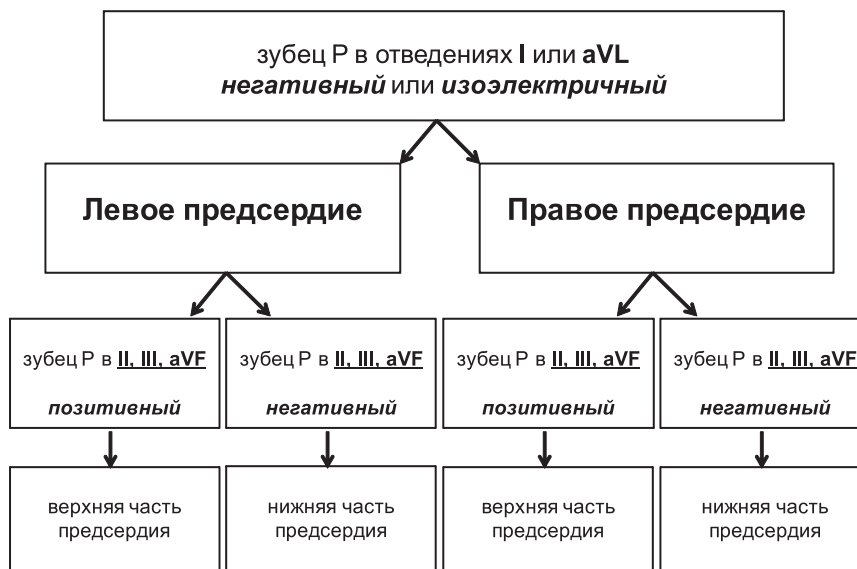 зубец Р в отведениях I или aVL
негативный или изоэлектричный
Левое предсердие
Правое предсердие
зубец Р в II, III, aVF
позитивный
зубец Р в II, III, aVF
негативный
зубец Р в II, III, aVF
позитивный
зубец Р в II, III, aVF
негативный
верхняя часть
предсердия
нижняя часть
предсердия
верхняя часть
предсердия
нижняя часть
предсердия